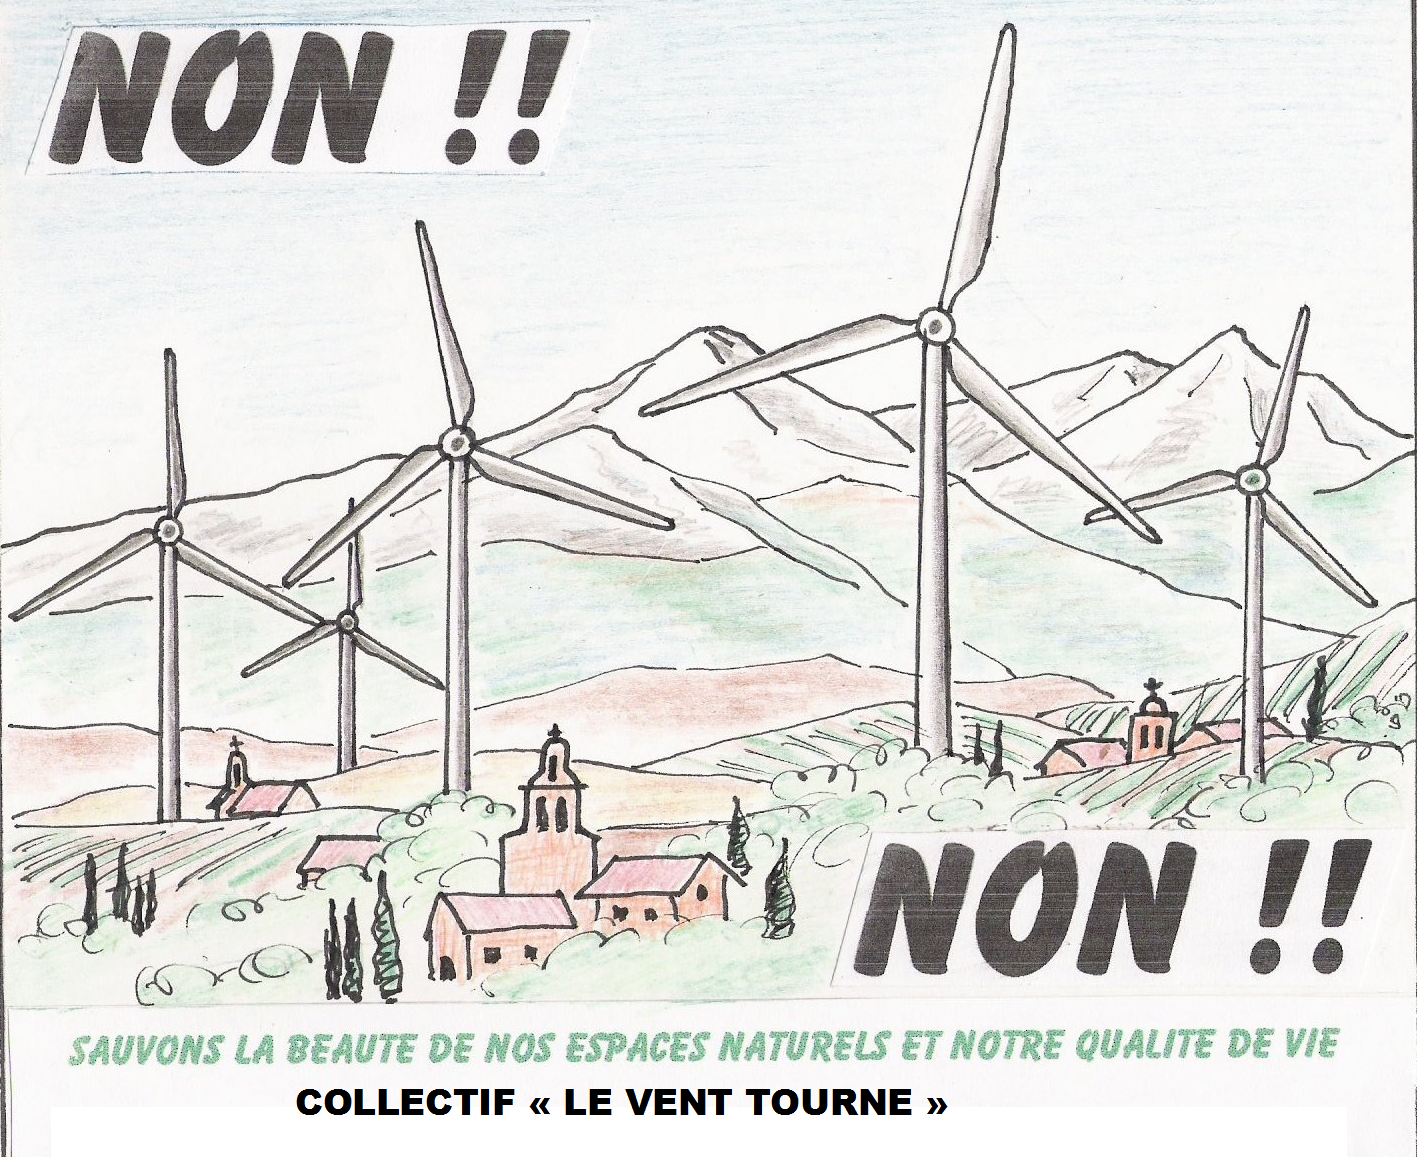 NON !!
NON !!
SAUVONS LA BEAUTE DE NOS ESPACES NATURELS ET NOTRE QUALITE DE VIE
COLLECTIF « LE VENT TOURNE »